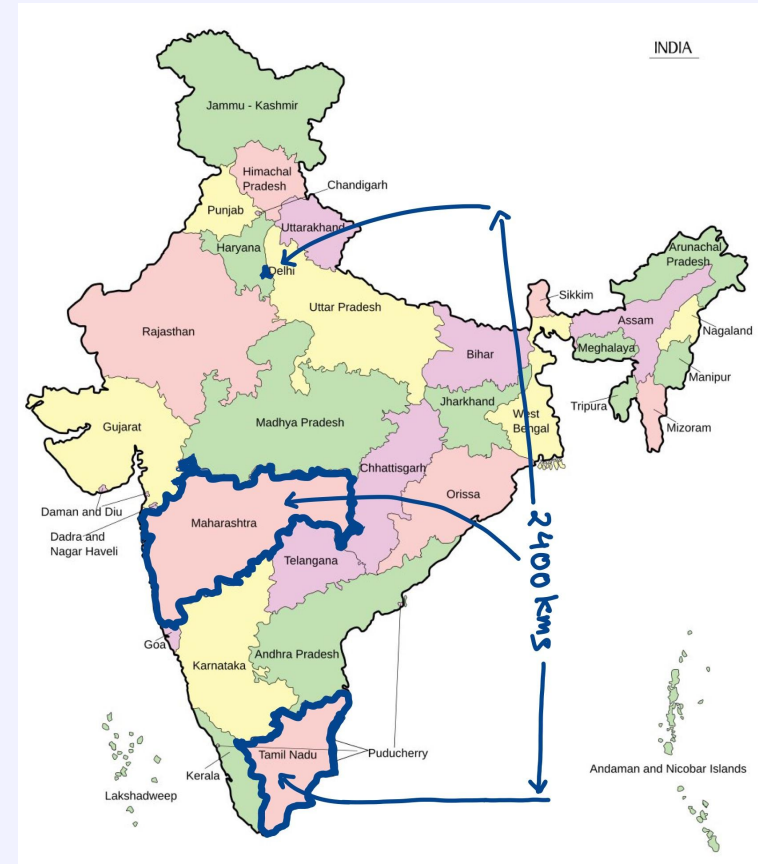 INDIA
Jammu - Kashmir
Himachal
Pradesh
Chandigarh
Punjab
Uttarakhand
Haryana
Delhi
Arunachal
Pradesh
Sikkim
Uttar Pradesh
Assam
Rajasthan
Nagaland
Bihar
Meghalaya
Manipur
Jharkhand
Tripura
West
Bengal
Madhya Pradesh
Gujarat
Mizoram
Chhattisgarh
Orissa
Daman and Diu
Maharashtra
Dadra and
Nagar Haveli
2400 kms
Telangana
Goa
Andhra Pradesh
Karnataka
Tamil Nadu
Puducherry
Kerala
Andaman and Nicobar Islands
Lakshadweep